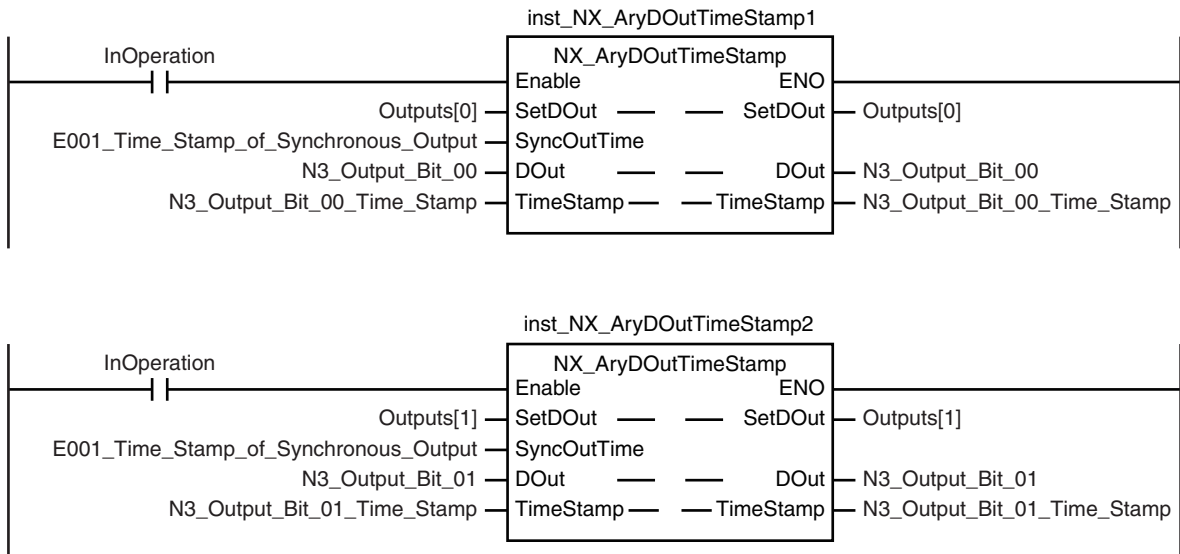 inst_NX_AryDOutTimeStamp1
InOperation NX_AryDOutTimeStamp
Enable ENO
Outputs[0] SetDOut SetDOut Outputs[0]
E001_Time_Stamp_of_Synchronous_Output SyncOutTime
N3_Output_Bit_00 DOut DOut N3_Output_Bit_00
N3_Output_Bit_00_Time_Stamp TimeStamp TimeStamp N3_Output_Bit_00_Time_Stamp
inst_NX_AryDOutTimeStamp2
InOperation NX_AryDOutTimeStamp
Enable ENO
Outputs[1] SetDOut SetDOut Outputs[1]
E001_Time_Stamp_of_Synchronous_Output SyncOutTime
N3_Output_Bit_01 DOut DOut N3_Output_Bit_01
N3_Output_Bit_01_Time_Stamp TimeStamp TimeStamp N3_Output_Bit_01_Time_Stamp